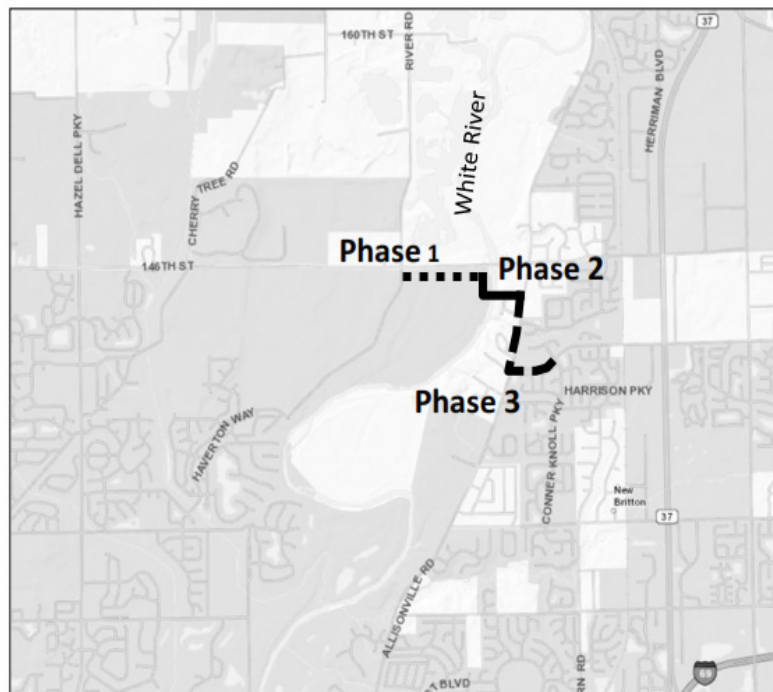 37
160TH ST
RIVER RD
HERRIMAN BLVD
HAZEL DELL PKY
White River
CHERRY TREE RD
146TH ST
Phase 1
Phase 2
Phase 3
HARRISON PKY
HAVERTON WAY
CONNER KNOLL PKY
New
Britton
37
ALLISONVILLE RD
69
BLVD
RD